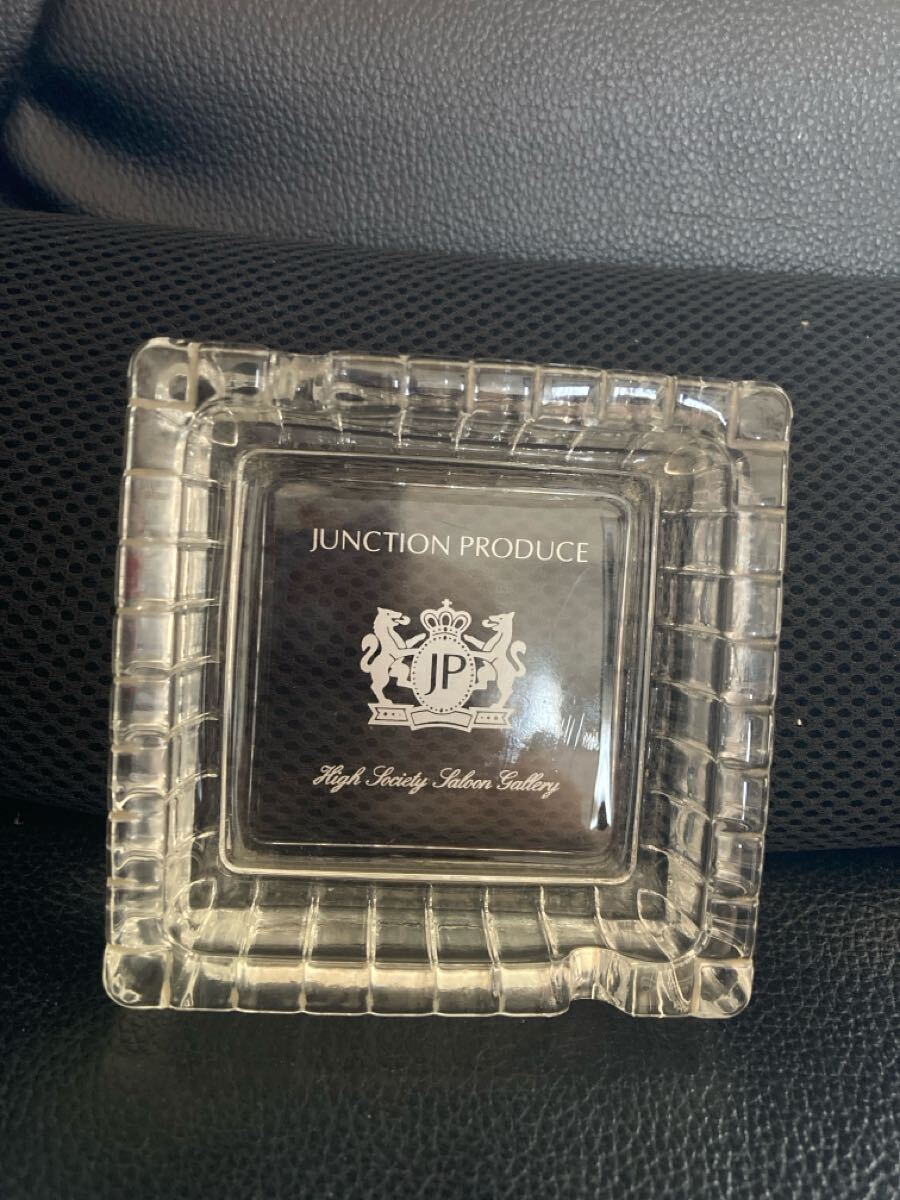 JUNCTION PRODUCE
JP
High Society Saloon Gallery